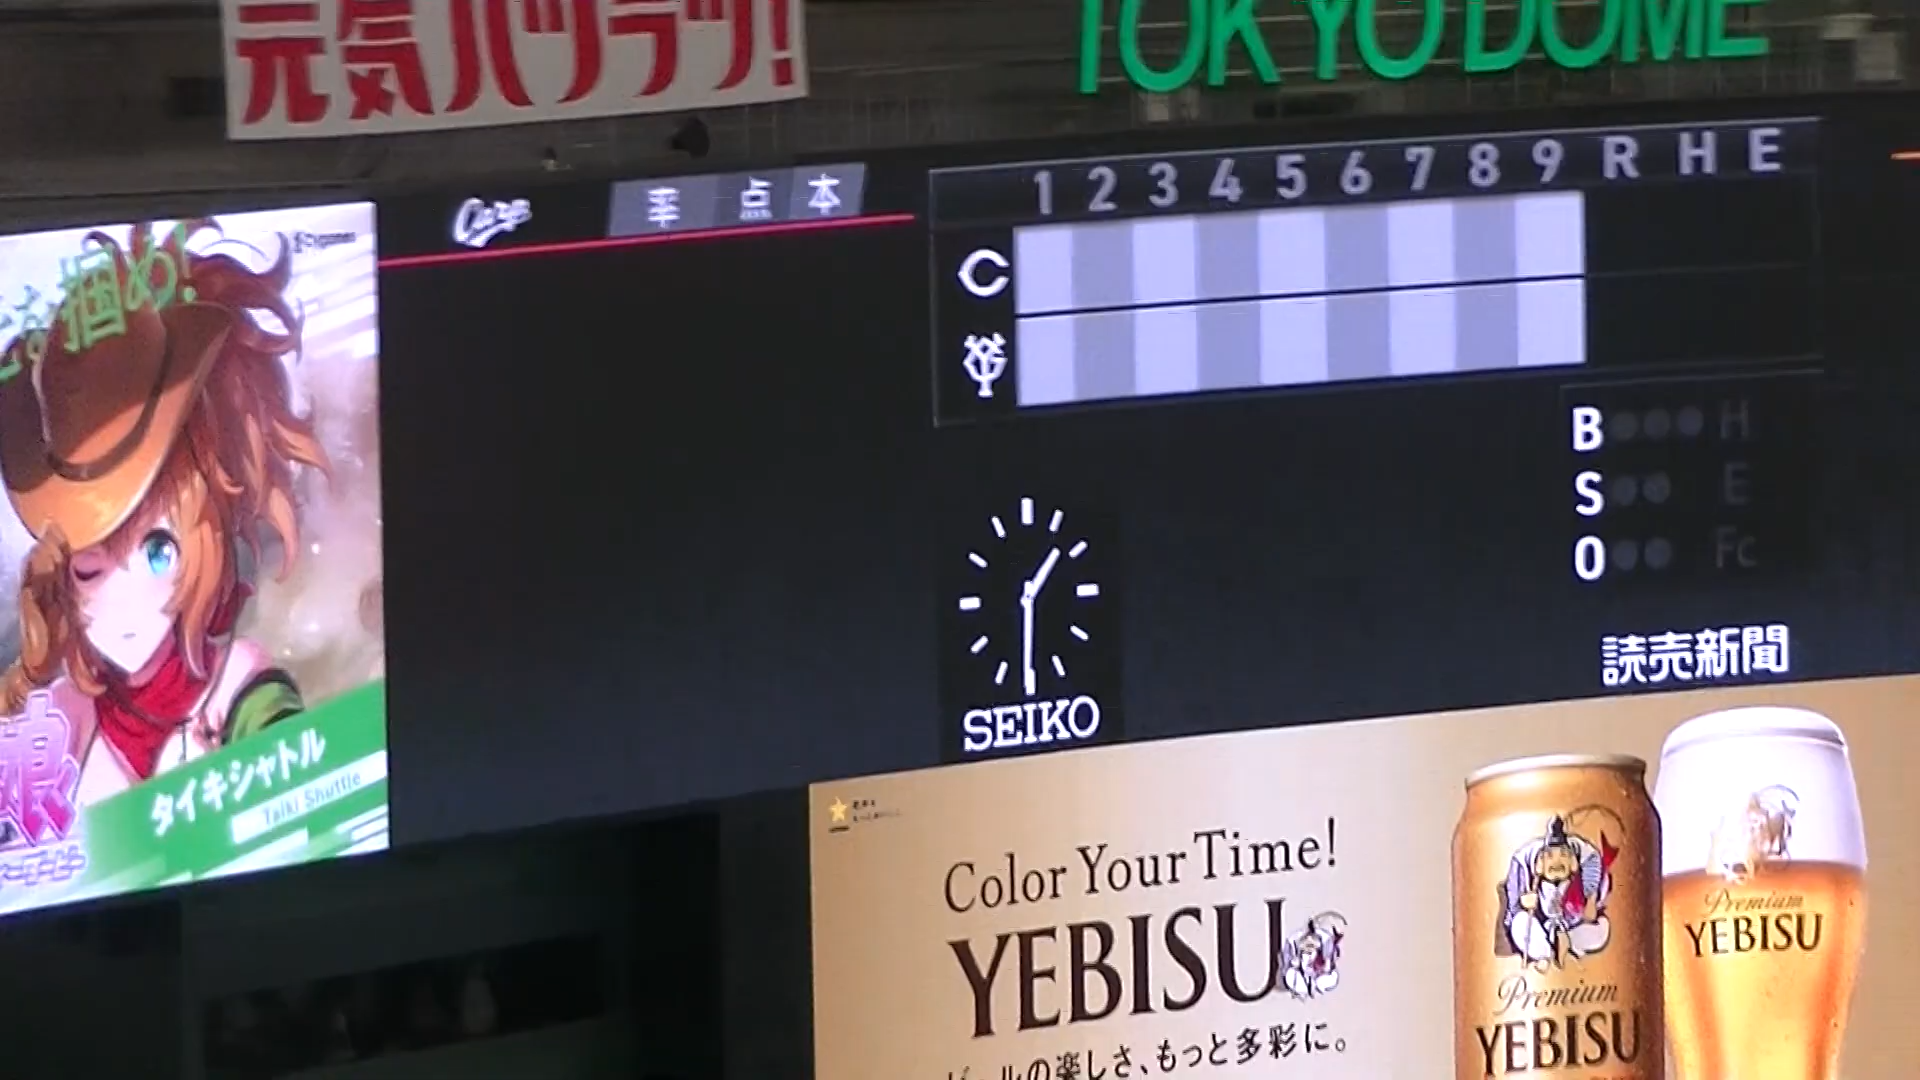 元気ハツラツ!
TOKYO DOME
Carp 率 点 本
1 2 3 4 5 6 7 8 9 R H E
C
掴め!
B H
S E
O Fc
SEIKO
読売新聞
娘
タイキシャトル
Taiki Shuttle
Color Your Time!
YEBISU
ビールの楽しさ、もっと多彩に。
Premium
YEBISU
Premium
YEBISU